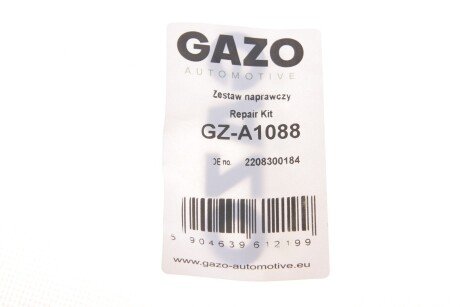 GAZO
AUTOMOTIVE
Zestaw naprawczy
Repair Kit
GZ-A1088
OE no. 2208300184
5 904639 612199
www.gazo-automotive.eu